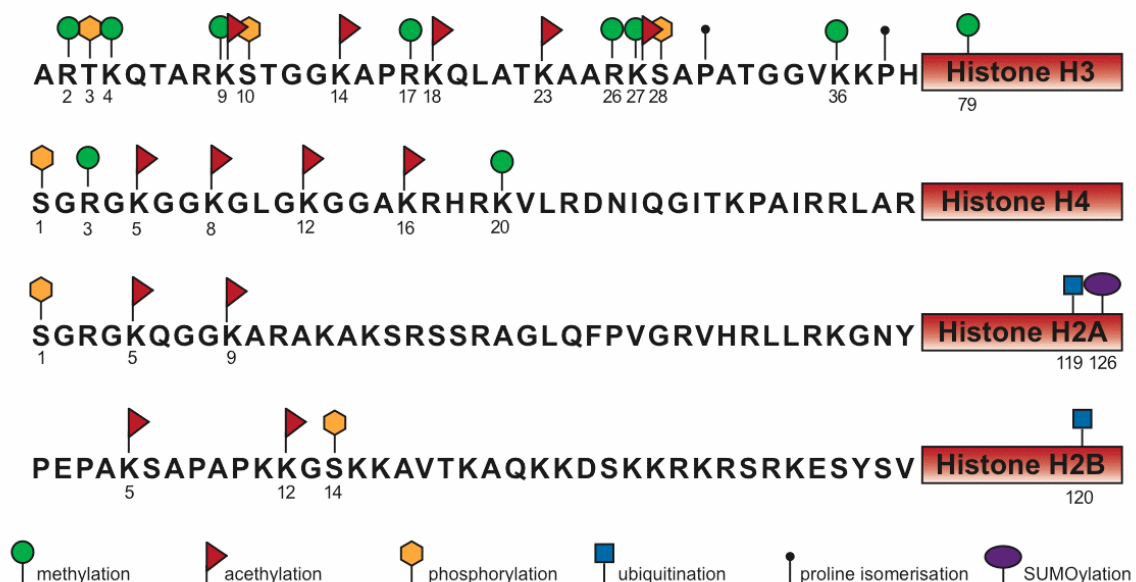 ARTKQTARKSTGGKAPRKQLATKAARKSAPATGGVKKPH Histone H3
2 3 4 9 10 14 17 18 23 26 27 28 36 79
SGRGKGGKGLGKGGAKRHRKVLRDNIQGITKPAIRRLAR Histone H4
1 3 5 8 12 16 20
SGRGKQGGKARAKAKSRSSRAGLQFPVGRVHRLLRKGNY Histone H2A
1 5 9 119 126
PEPAKSAPAPKKGSKKAVTKAQKKDSKKRKRSRKESYSV Histone H2B
5 12 14 120
methylation acethylation phosphorylation ubiquitination proline isomerisation SUMOylation